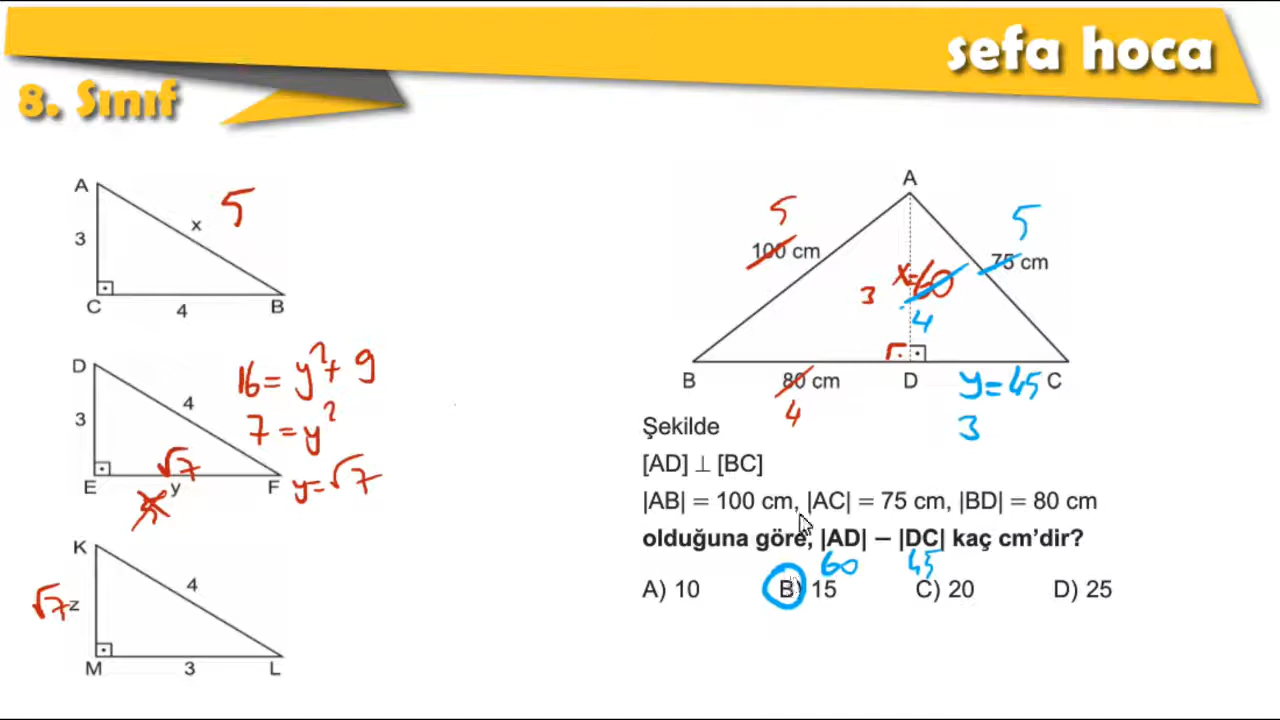 sefa hoca
8. Sınıf
A
3
x
5
C
4
B
D
3
4
E
√7
y
F
16 = y² + 9
7 = y²
y = √7
K
√7
z
4
M
3
L
A
5
100 cm
5
75 cm
x=60
3
4
B
80 cm
D
y = 45
C
4
3
Şekilde
[AD] ⊥ [BC]
|AB| = 100 cm, |AC| = 75 cm, |BD| = 80 cm
olduğuna göre, |AD| – |DC| kaç cm’dir?
60 45
A) 10 B) 15 C) 20 D) 25